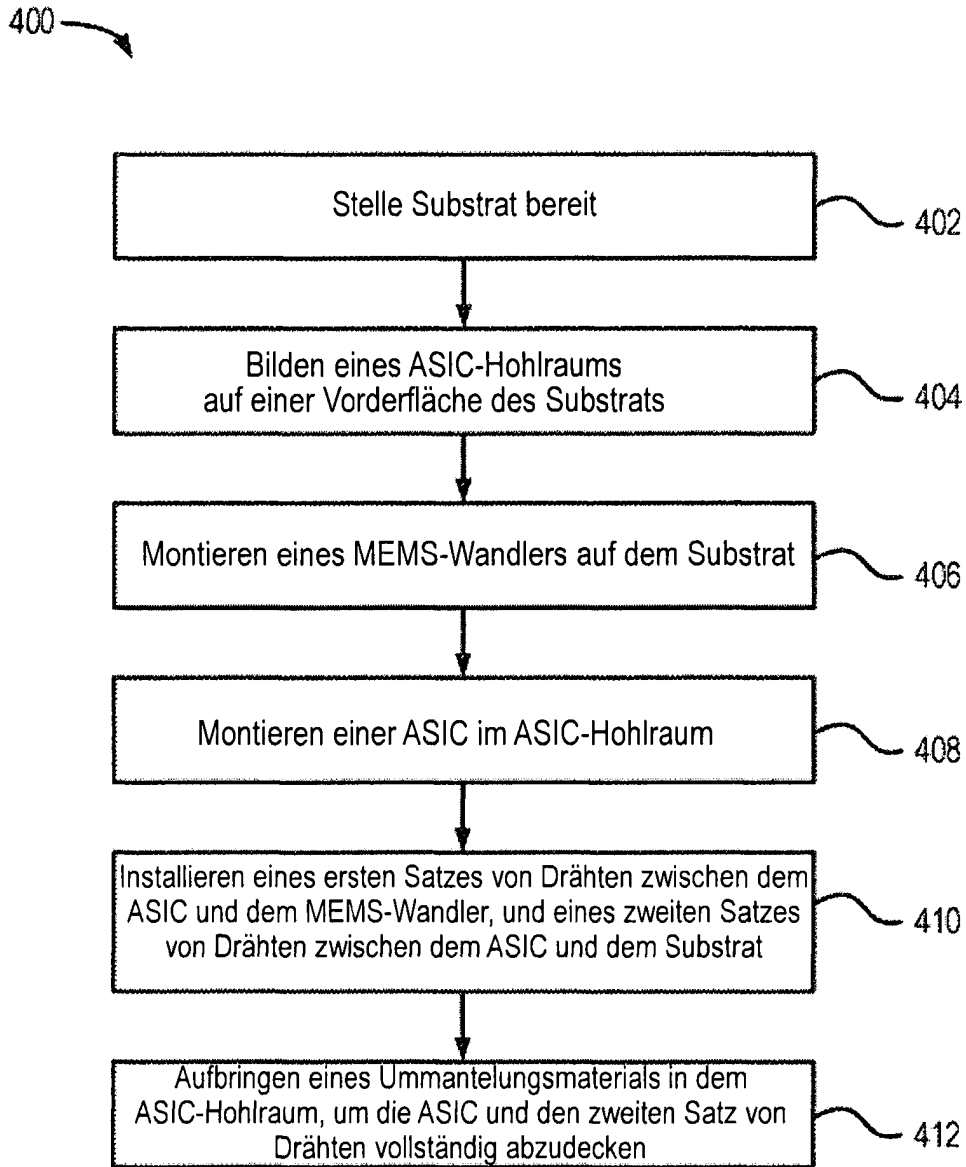 400
Stelle Substrat bereit
402
Bilden eines ASIC-Hohlraums
auf einer Vorderfläche des Substrats
404
Montieren eines MEMS-Wandlers auf dem Substrat
406
Montieren einer ASIC im ASIC-Hohlraum
408
Installieren eines ersten Satzes von Drähten zwischen dem
ASIC und dem MEMS-Wandler, und eines zweiten Satzes
von Drähten zwischen dem ASIC und dem Substrat
410
Aufbringen eines Ummantelungsmaterials in dem
ASIC-Hohlraum, um die ASIC und den zweiten Satz von
Drähten vollständig abzudecken
412